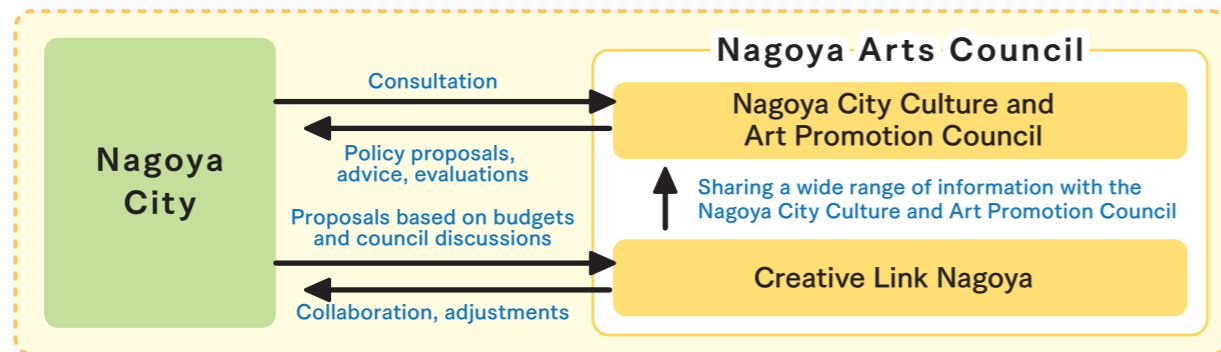 Nagoya Arts Council
Nagoya
City
Consultation
Policy proposals,
advice, evaluations
Nagoya City Culture and
Art Promotion Council
Sharing a wide range of information with the
Nagoya City Culture and Art Promotion Council
Proposals based on budgets
and council discussions
Collaboration, adjustments
Creative Link Nagoya